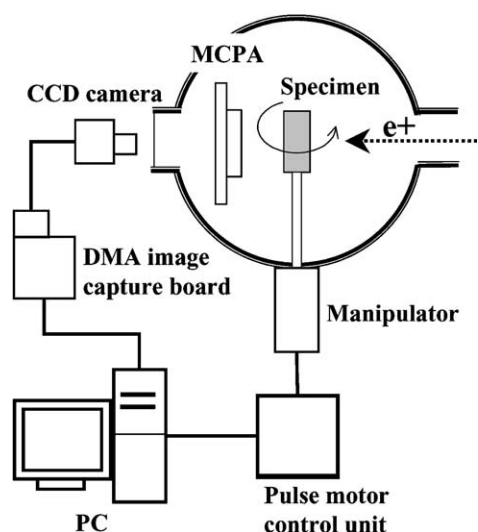 MCPA
CCD camera
Specimen
e+
DMA image
capture board
Manipulator
PC
Pulse motor
control unit